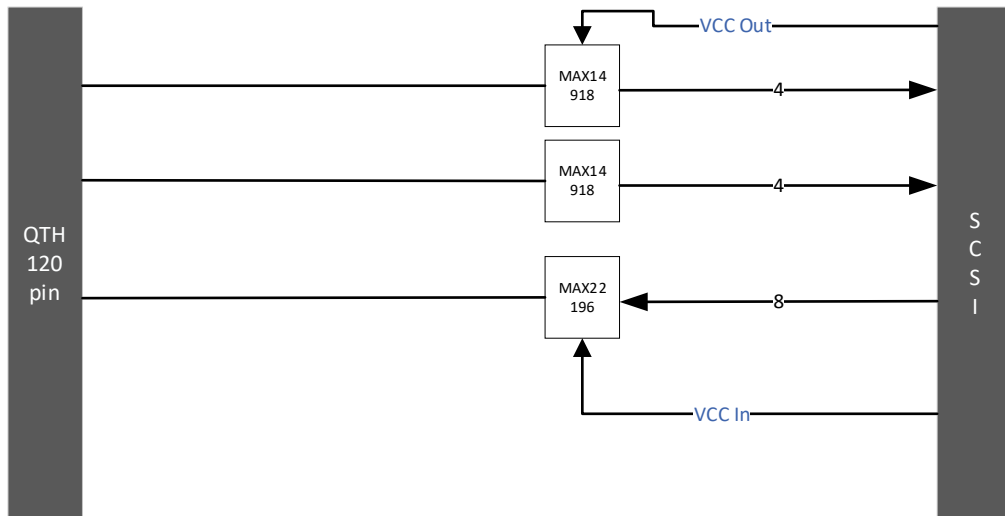 VCC Out
MAX14
918
4
MAX14
918
4
QTH
120
pin
S
C
S
I
MAX22
196
8
VCC In